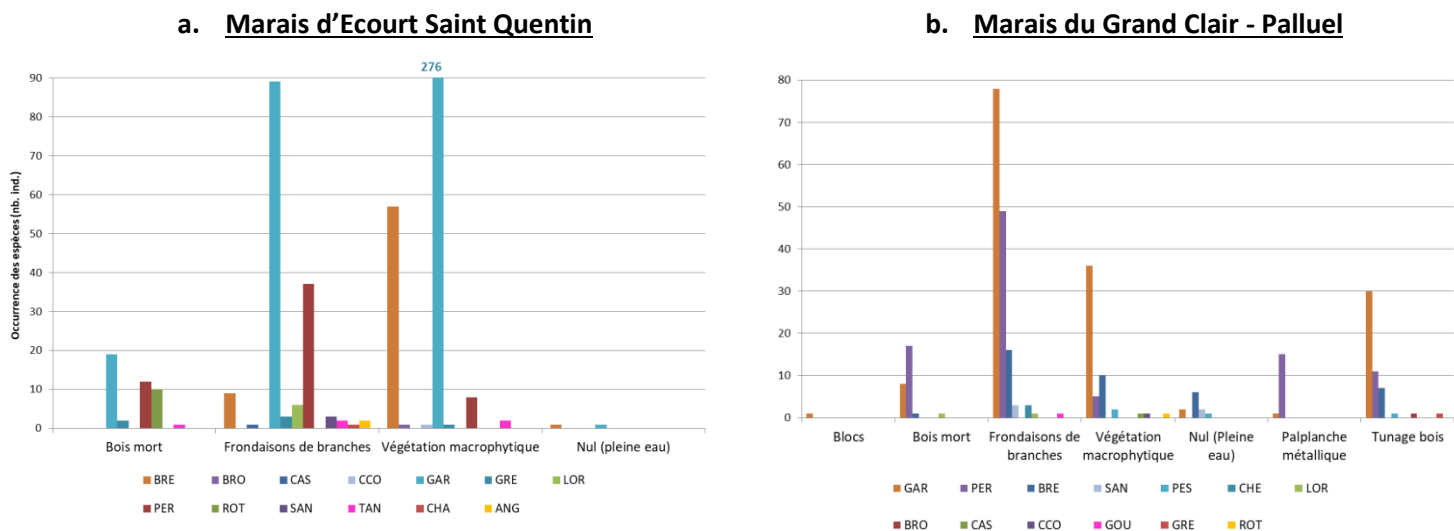 a. Marais d'Ecourt Saint Quentin
276
Occurrence des espèces (nb. ind.)
90
80
70
60
50
40
30
20
10
0
Bois mort
Frondaisons de branches
Végétation macrophytique
Nul (pleine eau)
BRE BRO CAS CCO GAR GRE LOR
PER ROT SAN TAN CHA ANG
b. Marais du Grand Clair - Palluel
80
70
60
50
40
30
20
10
0
Blocs
Bois mort
Frondaisons de
branches
Végétation
macrophytique
Nul (Pleine
eau)
Palplanche
métallique
Tunage bois
GAR PER BRE SAN PES CHE LOR
BRO CAS CCO GOU GRE ROT